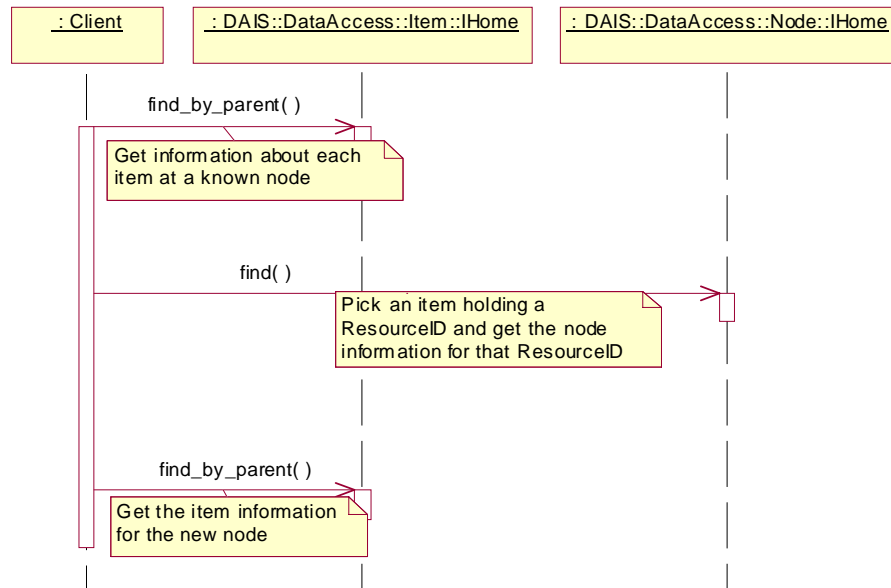 : Client
: DAIS::DataAccess::Item::IHome
: DAIS::DataAccess::Node::IHome
find_by_parent( )
Get information about each
item at a known node
find( )
Pick an item holding a
ResourceID and get the node
information for that ResourceID
find_by_parent( )
Get the item information
for the new node